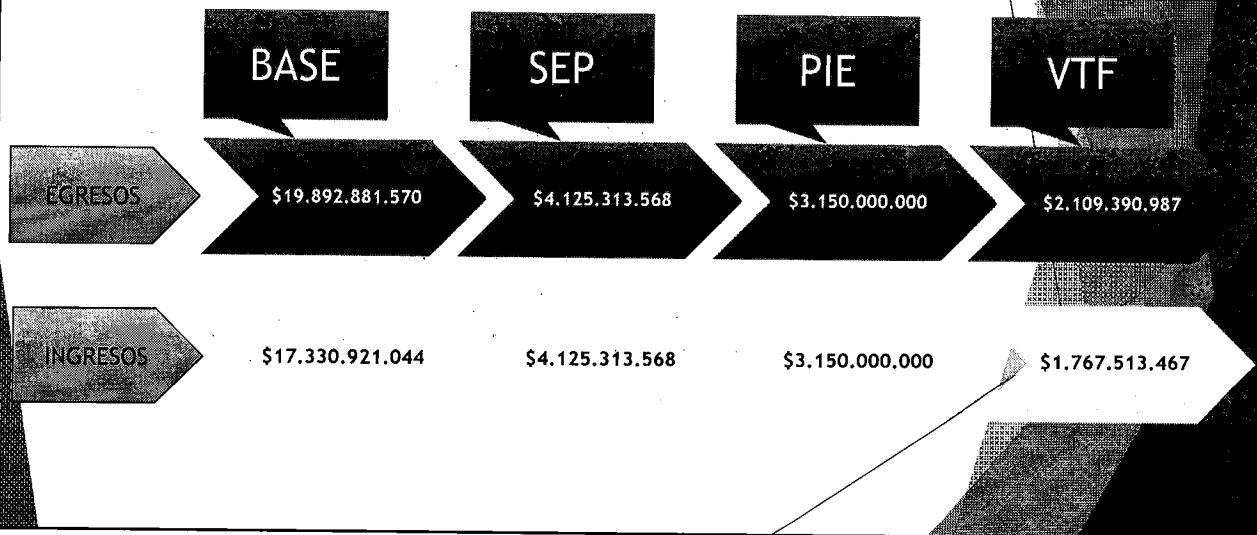 BASE
SEP
PIE
VTF
EGRESOS
$19.892.881.570
$4.125.313.568
$3.150.000.000
$2.109.390.987
INGRESOS
$17.330.921.044
$4.125.313.568
$3.150.000.000
$1.767.513.467